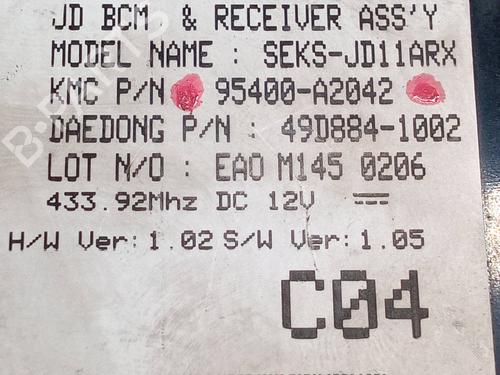 JD BCM & RECEIVER ASS'Y
MODEL NAME : SEKS-JD11ARX
KMC P/N 95400-A2042
DAEDONG P/N : 49D884-1002
LOT N/O : EAO M145 0206
433.92Mhz DC 12V
H/W Ver:1.02 S/W Ver:1.05
C04